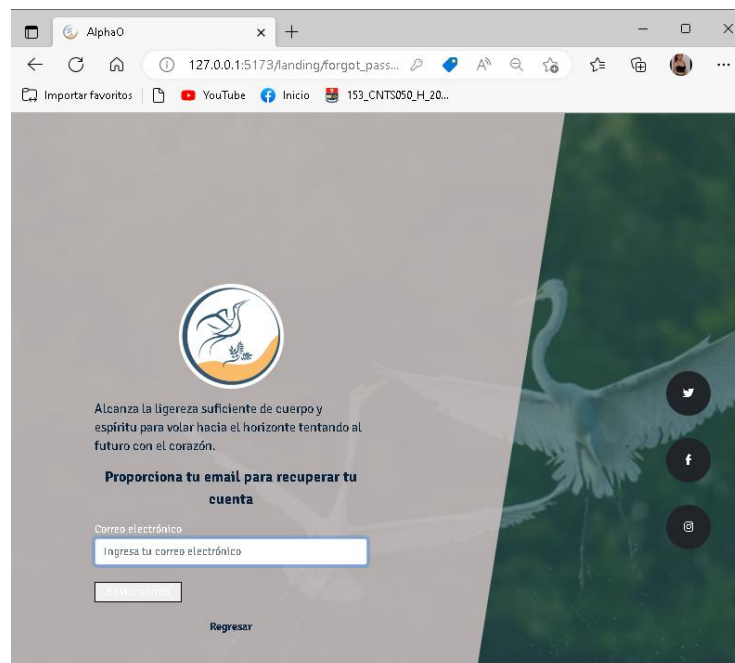 AlphaO
127.0.0.1:5173/landing/forgot_pass...
Importar favoritos YouTube Inicio 153_CNTS050_H_20...
Alcanza la ligereza suficiente de cuerpo y
espíritu para volar hacia el horizonte tentando al
futuro con el corazón.
Proporciona tu email para recuperar tu
cuenta
Correo electrónico
Ingresa tu correo electrónico
Enviar correo
Regresar